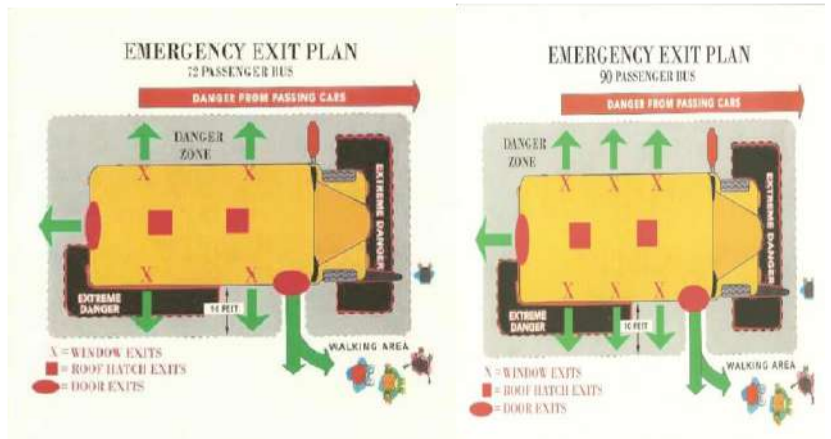 EMERGENCY EXIT PLAN
72 PASSENGER BUS
DANGER FROM PASSING CARS
DANGER
ZONE
X
X
EXTREME DANGER
X
X
EXTREME
DANGER
10 FEET
WALKING AREA
X = WINDOW EXITS
= ROOF HATCH EXITS
= DOOR EXITS
EMERGENCY EXIT PLAN
90 PASSENGER BUS
DANGER FROM PASSING CARS
DANGER
ZONE
X
X
X
EXTREME DANGER
X
X
X
EXTREME
DANGER
10 FEET
WALKING AREA
X = WINDOW EXITS
= ROOF HATCH EXITS
= DOOR EXITS